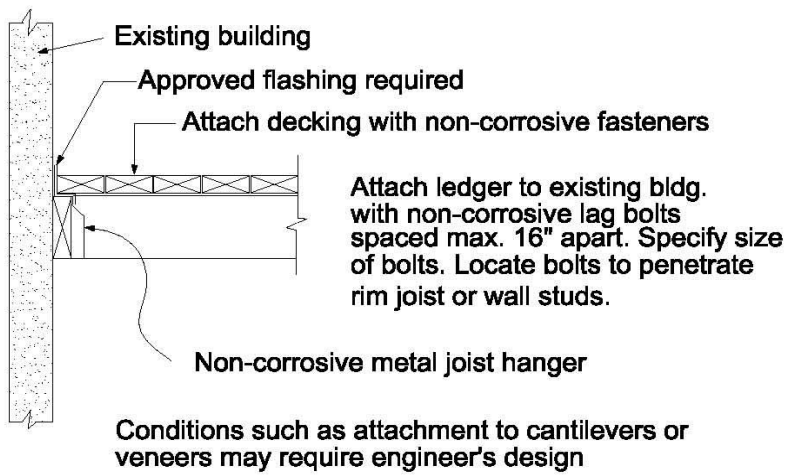 Existing building
Approved flashing required
Attach decking with non-corrosive fasteners
Attach ledger to existing bldg.
with non-corrosive lag bolts
spaced max. 16" apart. Specify size
of bolts. Locate bolts to penetrate
rim joist or wall studs.
Non-corrosive metal joist hanger
Conditions such as attachment to cantilevers or
veneers may require engineer's design